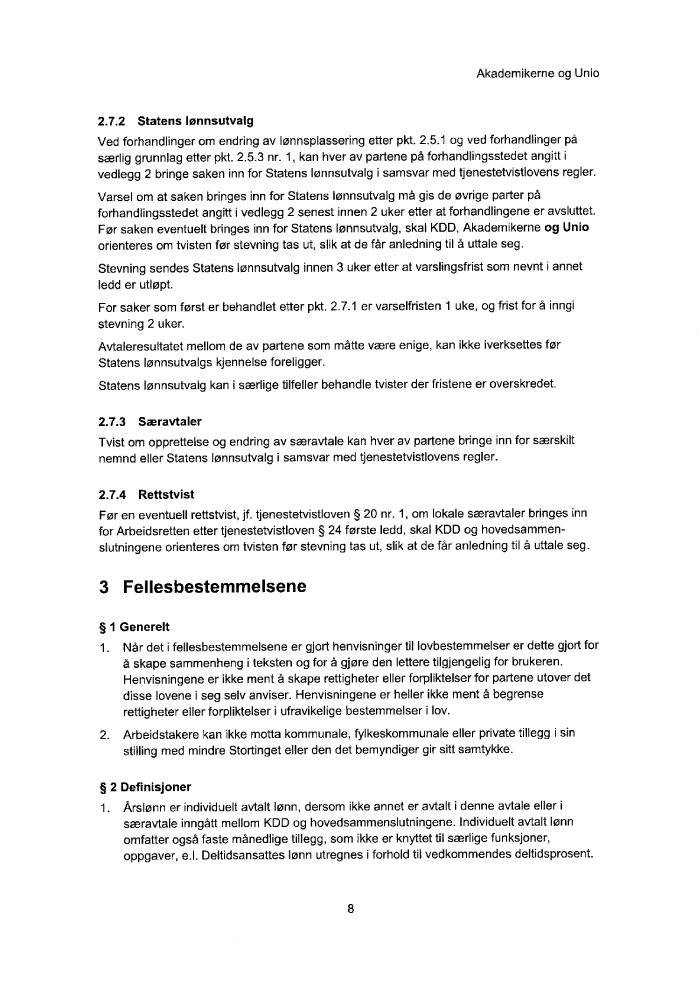 Akademikerne og Unio
2.7.2 Statens lønnsutvalg
Ved forhandlinger om endring av lønnsplassering etter pkt. 2.5.1 og ved forhandlinger på
særlig grunnlag etter pkt. 2.5.3 nr. 1, kan hver av partene på forhandlingsstedet angitt i
vedlegg 2 bringe saken inn for Statens lønnsutvalg i samsvar med tjenestetvistlovens regler.
Varsel om at saken bringes inn for Statens lønnsutvalg må gis de øvrige parter på
forhandlingsstedet angitt i vedlegg 2 senest innen 2 uker etter at forhandlingene er avsluttet.
Før saken eventuelt bringes inn for Statens lønnsutvalg, skal KDD, Akademikerne og Unio
orienteres om tvisten før stevning tas ut, slik at de får anledning til å uttale seg.
Stevning sendes Statens lønnsutvalg innen 3 uker etter at varslingsfrist som nevnt i annet
ledd er utløpt.
For saker som først er behandlet etter pkt. 2.7.1 er varselfristen 1 uke, og frist for å inngi
stevning 2 uker.
Avtaleresultatet mellom de av partene som måtte være enige, kan ikke iverksettes før
Statens lønnsutvalgs kjennelse foreligger.
Statens lønnsutvalg kan i særlige tilfeller behandle tvister der fristene er overskredet.
2.7.3 Særavtaler
Tvist om opprettelse og endring av særavtale kan hver av partene bringe inn for særskilt
nemnd eller Statens lønnsutvalg i samsvar med tjenestetvistlovens regler.
2.7.4 Rettstvist
Før en eventuell rettstvist, jf. tjenestetvistloven § 20 nr. 1, om lokale særavtaler bringes inn
for Arbeidsretten etter tjenestetvistloven § 24 første ledd, skal KDD og hovedsammen-
slutningene orienteres om tvisten før stevning tas ut, slik at de får anledning til å uttale seg.
3 Fellesbestemmelsene
§ 1 Generelt
1. Når det i fellesbestemmelsene er gjort henvisninger til lovbestemmelser er dette gjort for
å skape sammenheng i teksten og for å gjøre den lettere tilgjengelig for brukeren.
Henvisningene er ikke ment å skape rettigheter eller forpliktelser for partene utover det
disse lovene i seg selv anviser. Henvisningene er heller ikke ment å begrense
rettigheter eller forpliktelser i ufravikelige bestemmelser i lov.
2. Arbeidstakere kan ikke motta kommunale, fylkeskommunale eller private tillegg i sin
stilling med mindre Stortinget eller den det bemyndiger gir sitt samtykke.
§ 2 Definisjoner
1. Årslønn er individuelt avtalt lønn, dersom ikke annet er avtalt i denne avtale eller i
særavtale inngått mellom KDD og hovedsammenslutningene. Individuelt avtalt lønn
omfatter også faste månedlige tillegg, som ikke er knyttet til særlige funksjoner,
oppgaver, e.l. Deltidsansattes lønn utregnes i forhold til vedkommendes deltidsprosent.
8